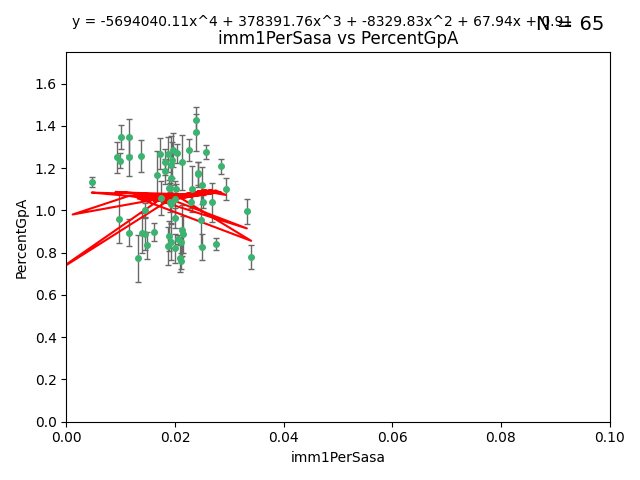 y = -5694040.11x^4 + 378391.76x^3 + -8329.83x^2 + 67.94x + 0.91
N = 65
imm1PerSasa vs PercentGpA
PercentGpA
1.6
1.4
1.2
1.0
0.8
0.6
0.4
0.2
0.0
0.00 0.02 0.04 0.06 0.08 0.10
imm1PerSasa